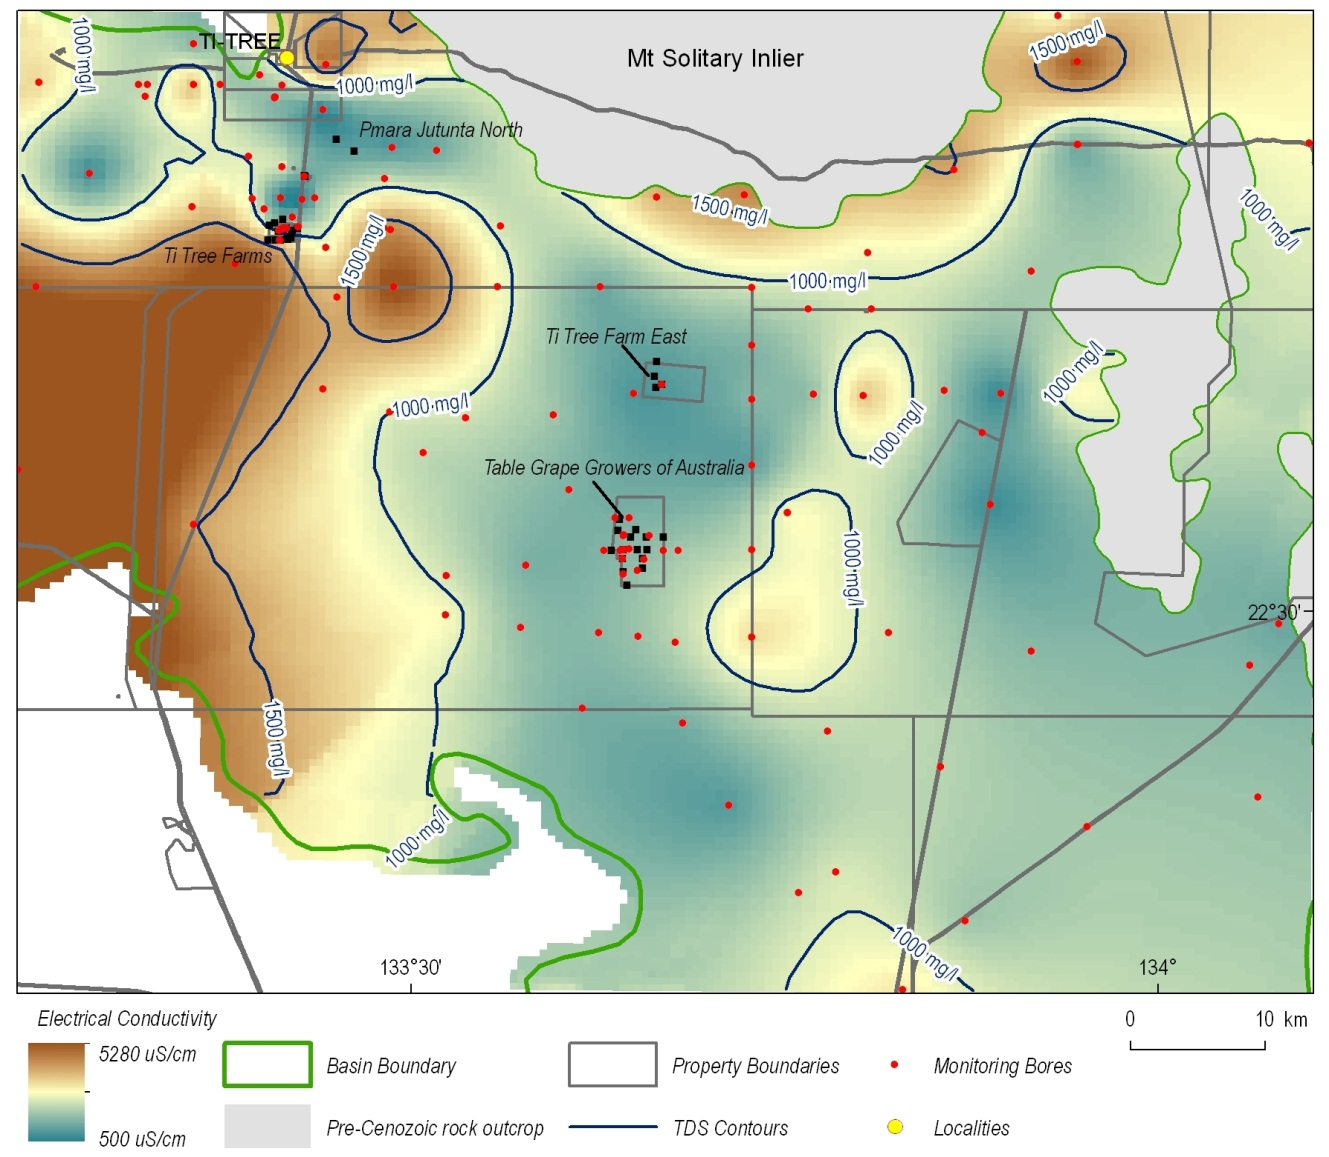 1000 mg/l
TI-TREE
1000 mg/l
Mt Solitary Inlier
1500 mg/l
Pmara Jutunta North
1500 mg/l
1000 mg/l
1500 mg/l
Ti Tree Farms
1000 mg/l
Ti Tree Farm East
1000 mg/l
1000 mg/l
1000 mg/l
Table Grape Growers of Australia
1000 mg/l
22°30'
1500 mg/l
1000 mg/l
1000 mg/l
133°30'
134°
Electrical Conductivity
5280 uS/cm
500 uS/cm
Basin Boundary
Pre-Cenozoic rock outcrop
Property Boundaries
TDS Contours
Monitoring Bores
Localities
0 10 km